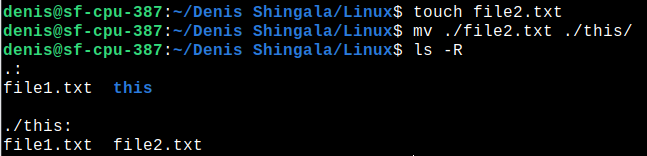 denis@sf-cpu-387:~/Denis Shingala/Linux$ touch file2.txt
denis@sf-cpu-387:~/Denis Shingala/Linux$ mv ./file2.txt ./this/
denis@sf-cpu-387:~/Denis Shingala/Linux$ ls -R
.:
file1.txt  this

./this:
file1.txt  file2.txt